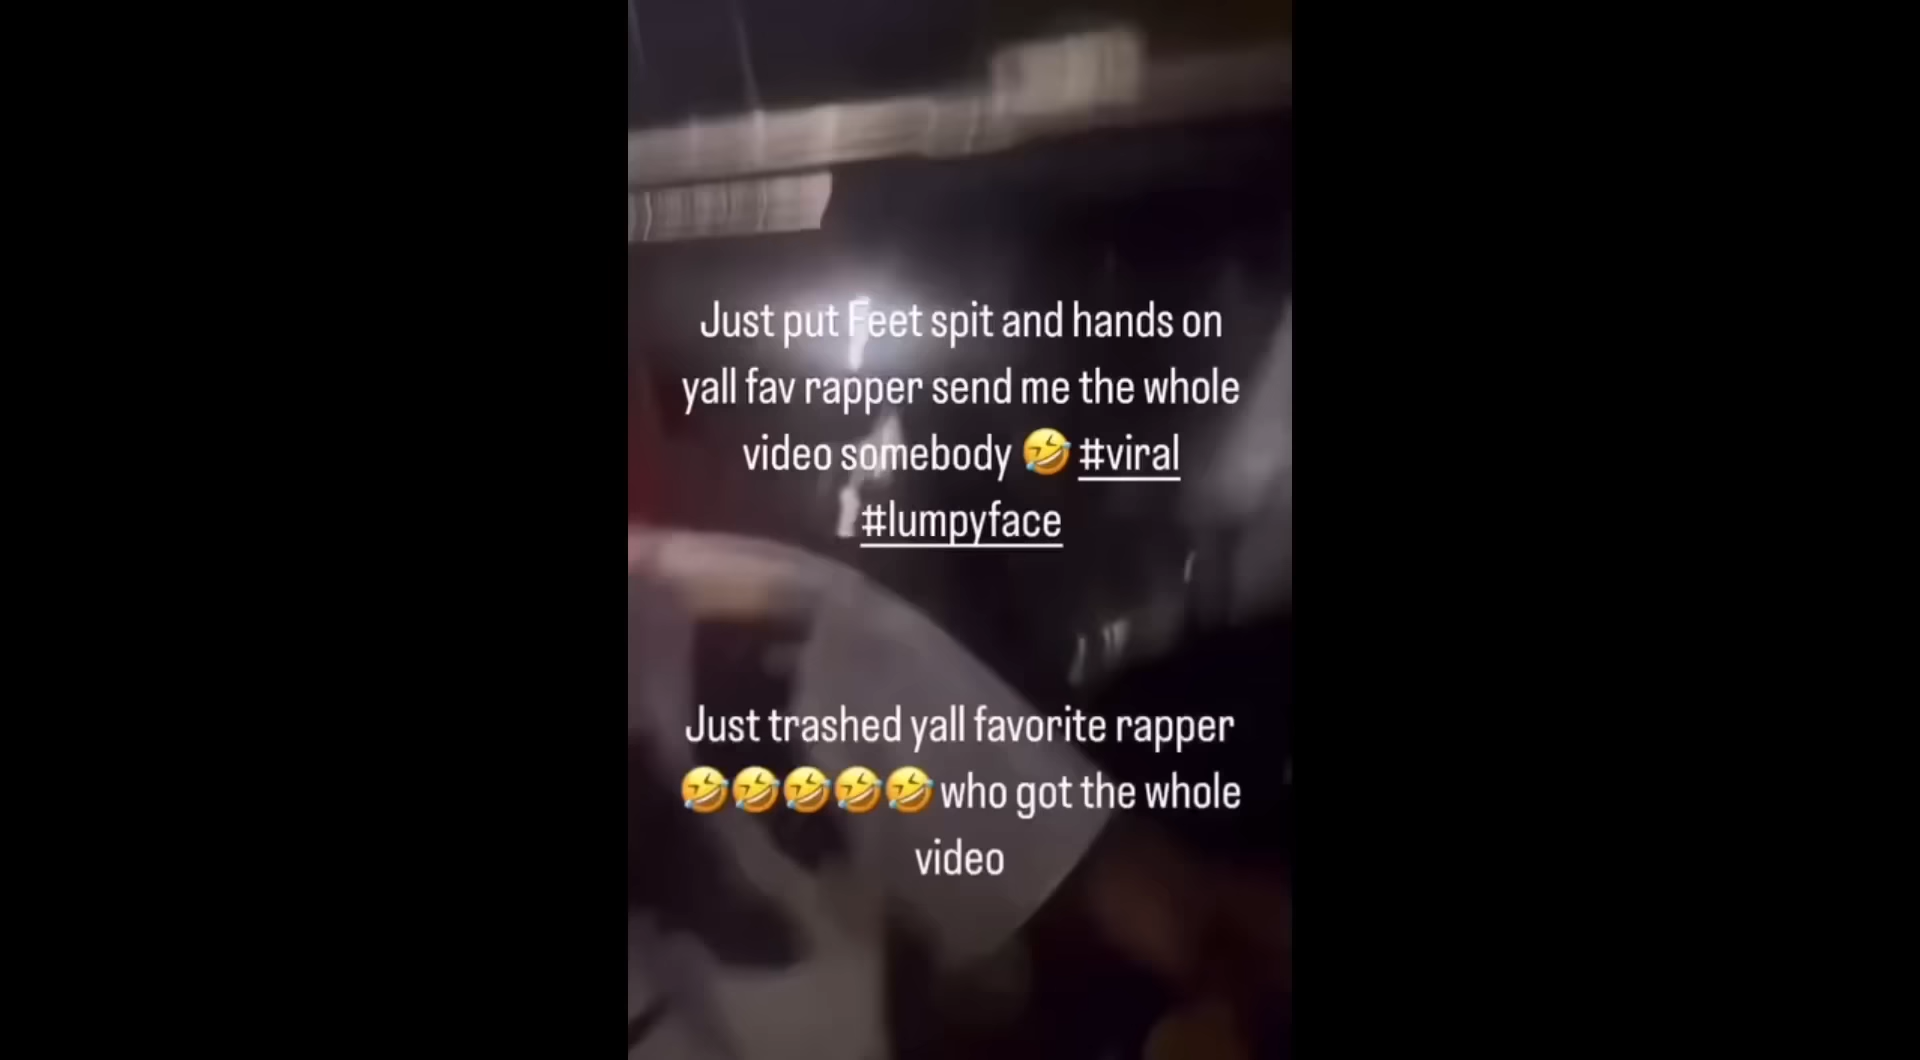 Just put Feet spit and hands on
yall fav rapper send me the whole
video somebody 🤣 #viral
#lumpyface
Just trashed yall favorite rapper
🤣🤣🤣🤣🤣 who got the whole
video